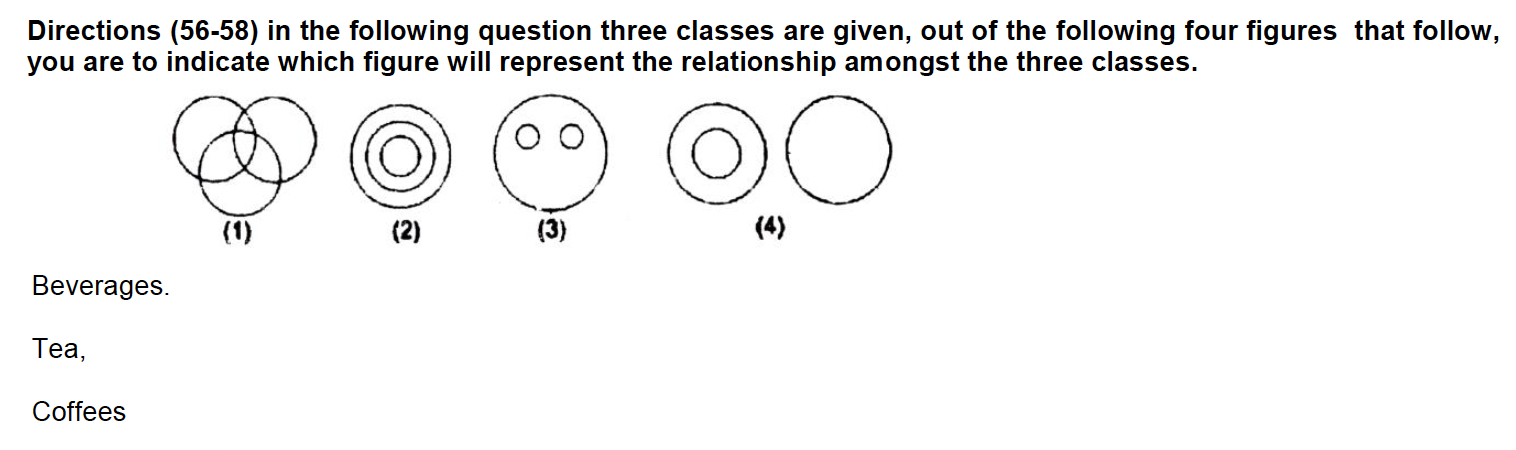 Directions (56-58) in the following question three classes are given, out of the following four figures that follow,
you are to indicate which figure will represent the relationship amongst the three classes.
(1) (2) (3) (4)
Beverages.
Tea,
Coffees